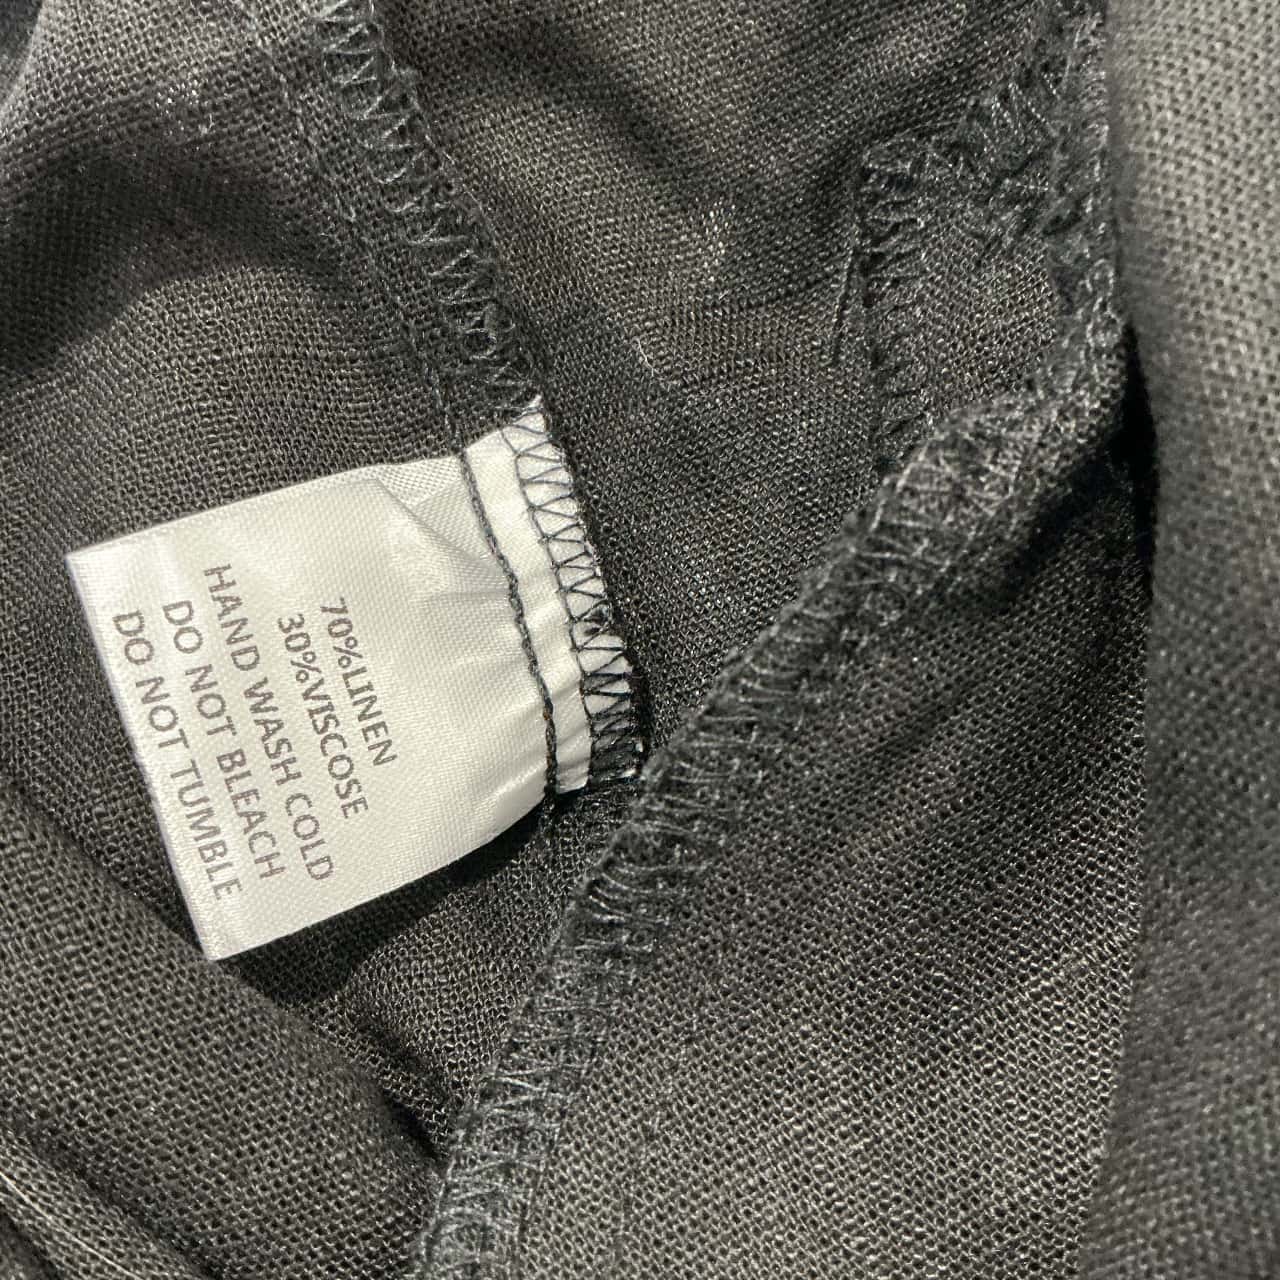 70%LINEN
30%VISCOSE
HAND WASH COLD
DO NOT BLEACH
DO NOT TUMBLE